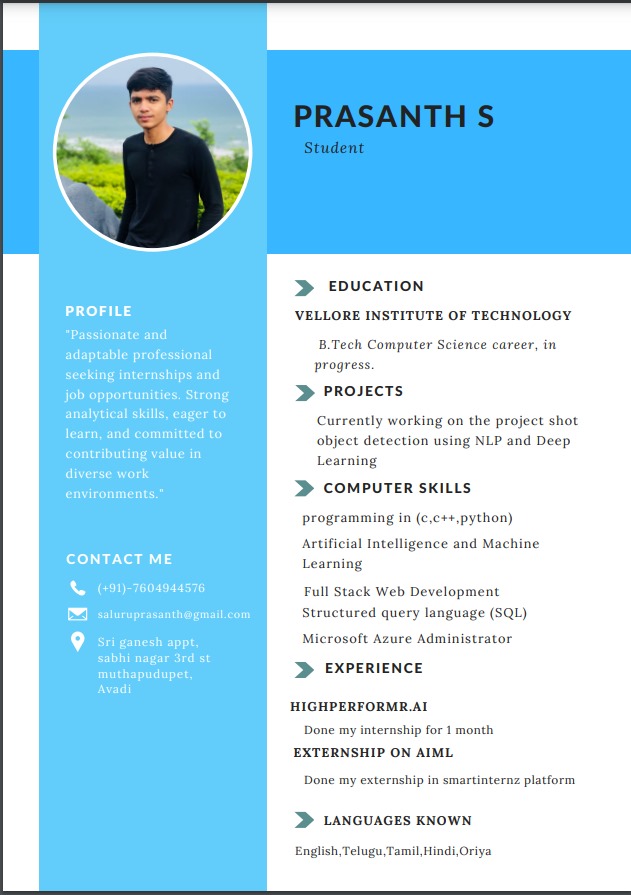 PRASANTH S
Student
PROFILE
"Passionate and
adaptable professional
seeking internships and
job opportunities. Strong
analytical skills, eager to
learn, and committed to
contributing value in
diverse work
environments."
CONTACT ME
(+91)-7604944576
saluruprasanth@gmail.com
Sri ganesh appt,
sabhi nagar 3rd st
muthapudupet,
Avadi
EDUCATION
VELLORE INSTITUTE OF TECHNOLOGY
B.Tech Computer Science career, in
progress.
PROJECTS
Currently working on the project shot
object detection using NLP and Deep
Learning
COMPUTER SKILLS
programming in (c,c++,python)
Artificial Intelligence and Machine
Learning
Full Stack Web Development
Structured query language (SQL)
Microsoft Azure Administrator
EXPERIENCE
HIGHPERFORMR.AI
Done my internship for 1 month
EXTERNSHIP ON AIML
Done my externship in smartinternz platform
LANGUAGES KNOWN
English,Telugu,Tamil,Hindi,Oriya